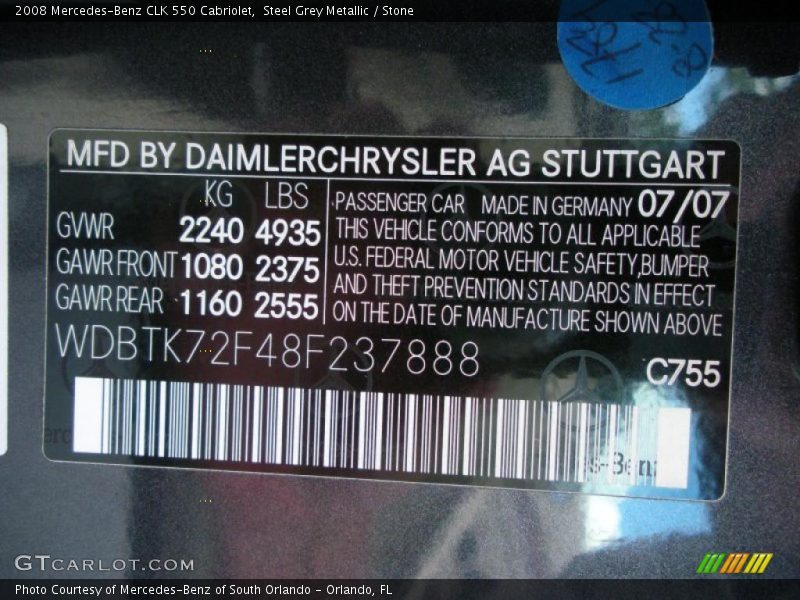 2008 Mercedes-Benz CLK 550 Cabriolet, Steel Grey Metallic / Stone
MFD BY DAIMLERCHRYSLER AG STUTTGART
KG LBS
GVWR 2240 4935
GAWR FRONT 1080 2375
GAWR REAR 1160 2555
PASSENGER CAR MADE IN GERMANY 07/07
THIS VEHICLE CONFORMS TO ALL APPLICABLE
U.S. FEDERAL MOTOR VEHICLE SAFETY,BUMPER
AND THEFT PREVENTION STANDARDS IN EFFECT
ON THE DATE OF MANUFACTURE SHOWN ABOVE
WDBTK72F48F237888
C755
s-Benz
GTCARLOT.COM
Photo Courtesy of Mercedes-Benz of South Orlando - Orlando, FL